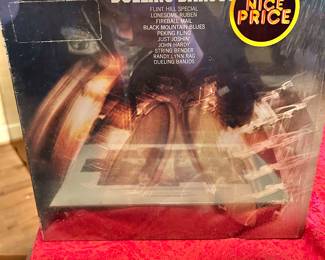 NICE
PRICE
FLINT HILL SPECIAL
LONESOME RUBEN
FIREBALL MAIL
BLACK MOUNTAIN BLUES
PEKING FLING
JUST JOSHIN'
JOHN HARDY
STRING BENDER
RANDY LYNN RAG
DUELING BANJOS